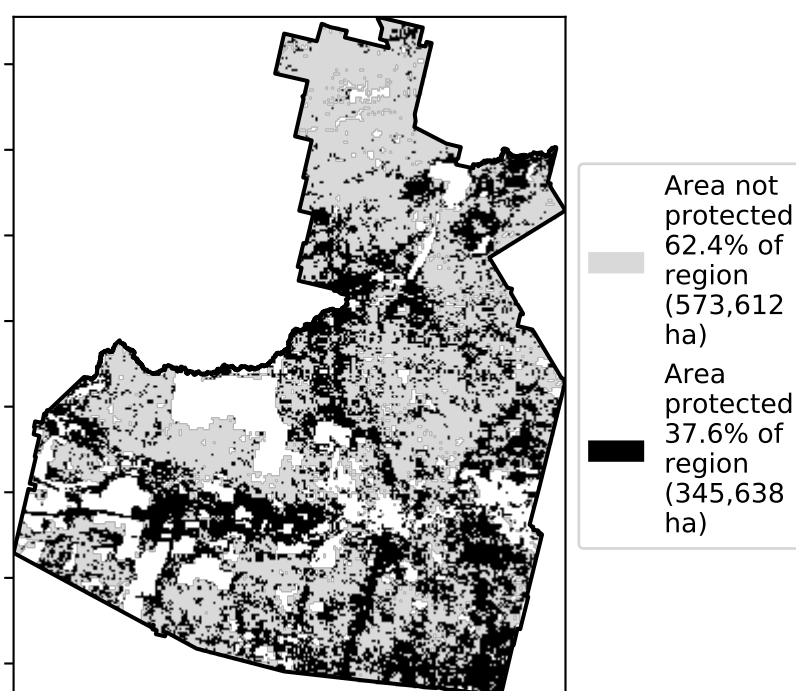 Area not
protected
62.4% of
region
(573,612
ha)
Area
protected
37.6% of
region
(345,638
ha)